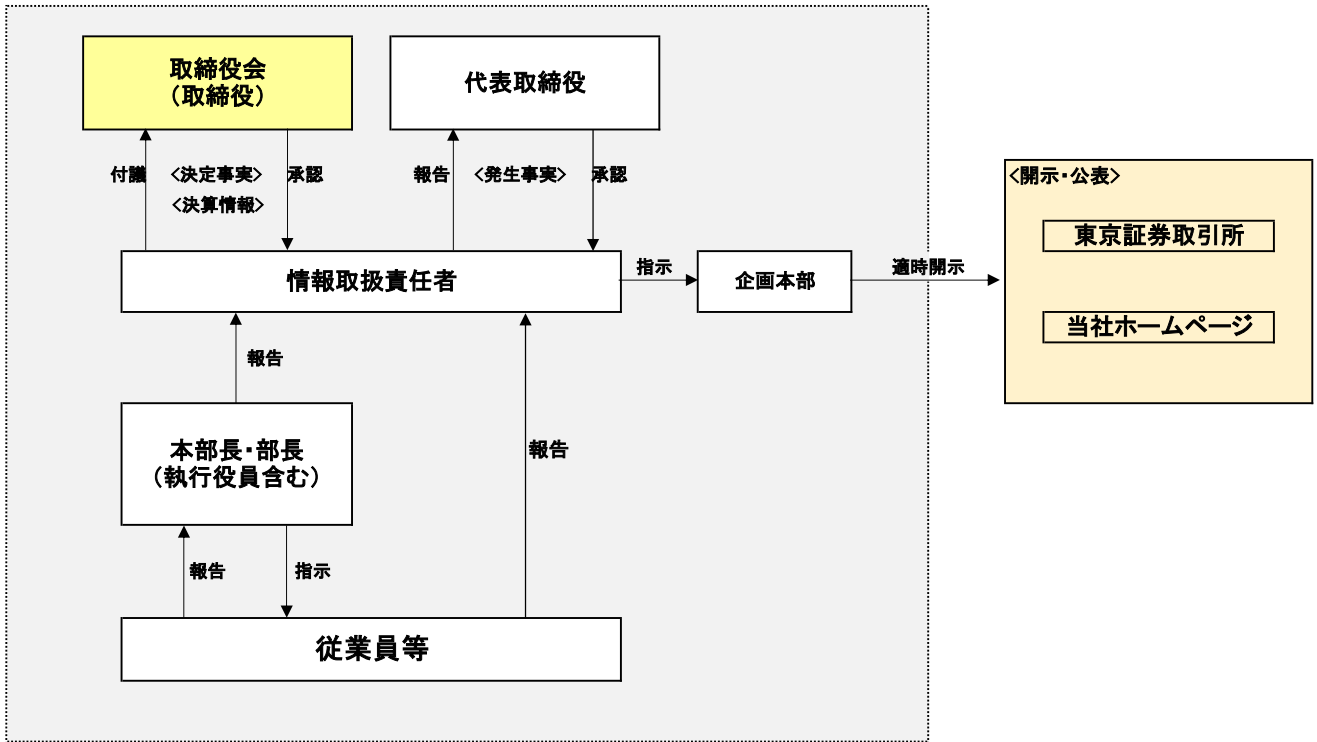 取締役会
（取締役）
代表取締役
付議
<決定事実>
承認
<決算情報>
報告
<発生事実>
承認
<開示・公表>
東京証券取引所
当社ホームページ
情報取扱責任者
指示
企画本部
適時開示
報告
本部長・部長
（執行役員含む）
報告
報告
指示
従業員等